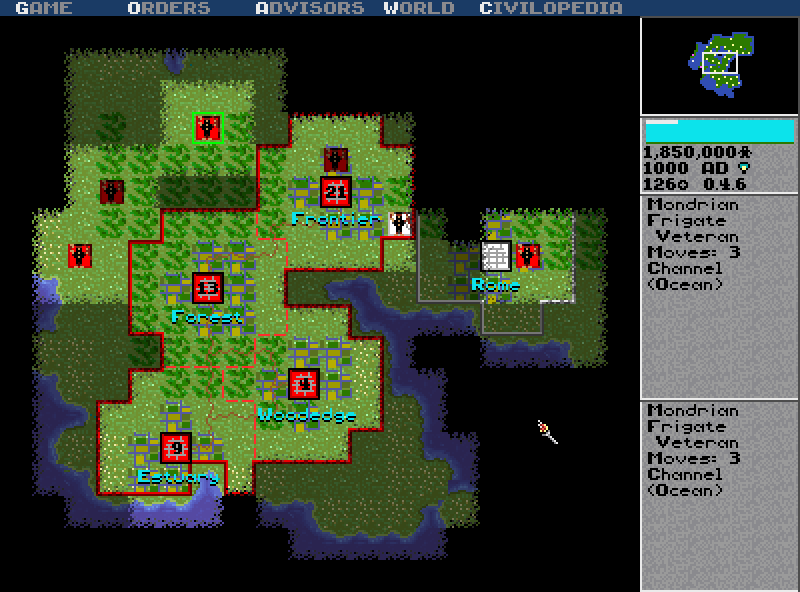 GAME ORDERS ADVISORS WORLD CIVILOPEDIA
1,850,000
1000 AD
126 0.4.6
Mondrian
Frigate
Veteran
Moves: 3
Channel
(Ocean)
21
Frontier
Rome
13
Forest
4
Woodedge
9
Estuary
Mondrian
Frigate
Veteran
Moves: 3
Channel
(Ocean)